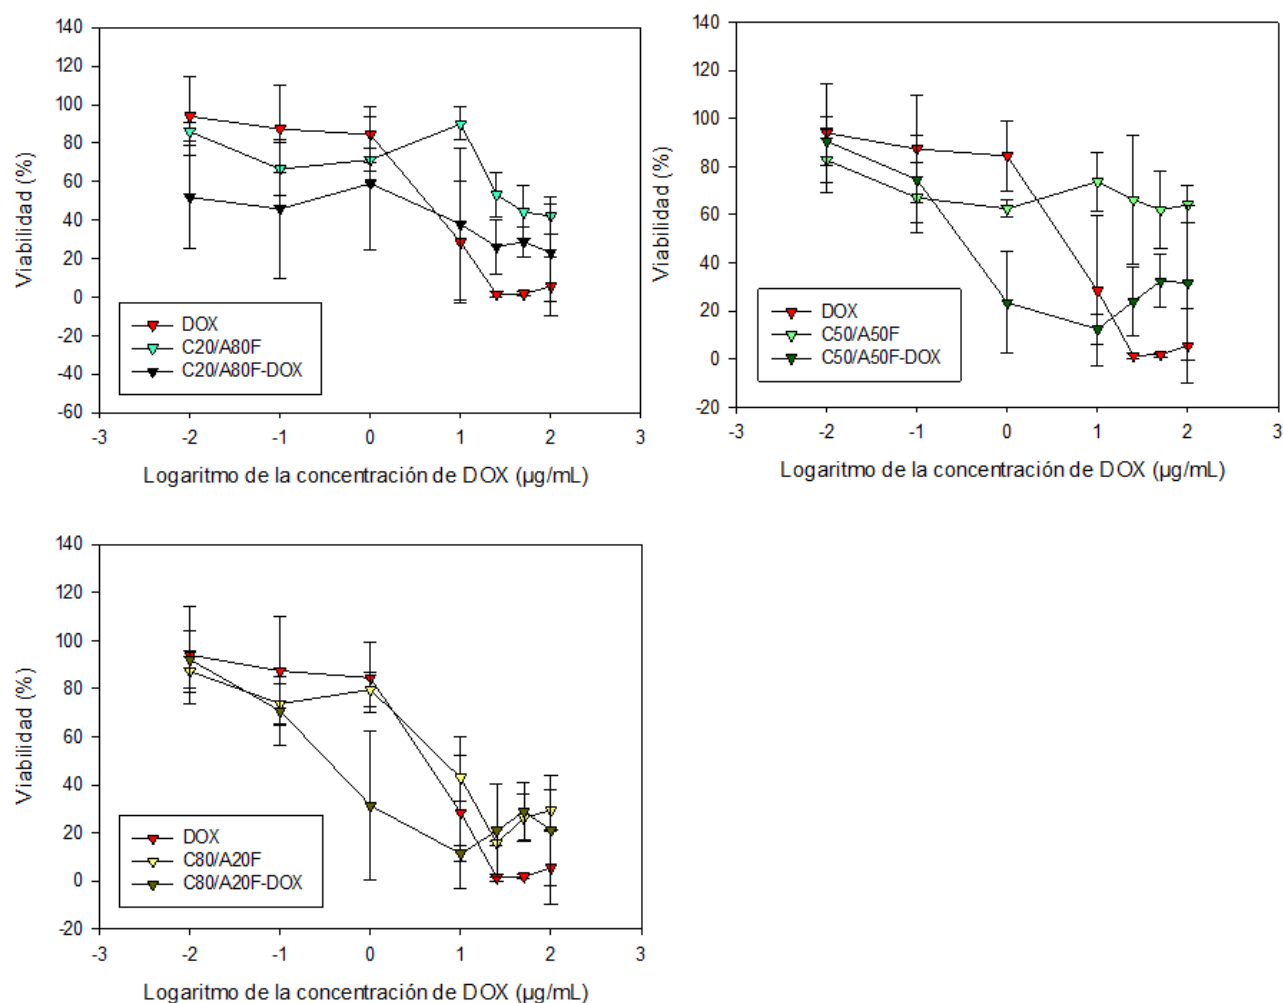 140
120
100
80
60
40
20
0
-20
-40
-60
-3 -2 -1 0 1 2 3
Viabilidad (%)
Logaritmo de la concentración de DOX (µg/mL)
DOX
C20/A80F
C20/A80F-DOX
140
120
100
80
60
40
20
0
-20
-3 -2 -1 0 1 2 3
Viabilidad (%)
Logaritmo de la concentración de DOX (µg/mL)
DOX
C50/A50F
C50/A50F-DOX
140
120
100
80
60
40
20
0
-20
-3 -2 -1 0 1 2 3
Viabilidad (%)
Logaritmo de la concentración de DOX (µg/mL)
DOX
C80/A20F
C80/A20F-DOX